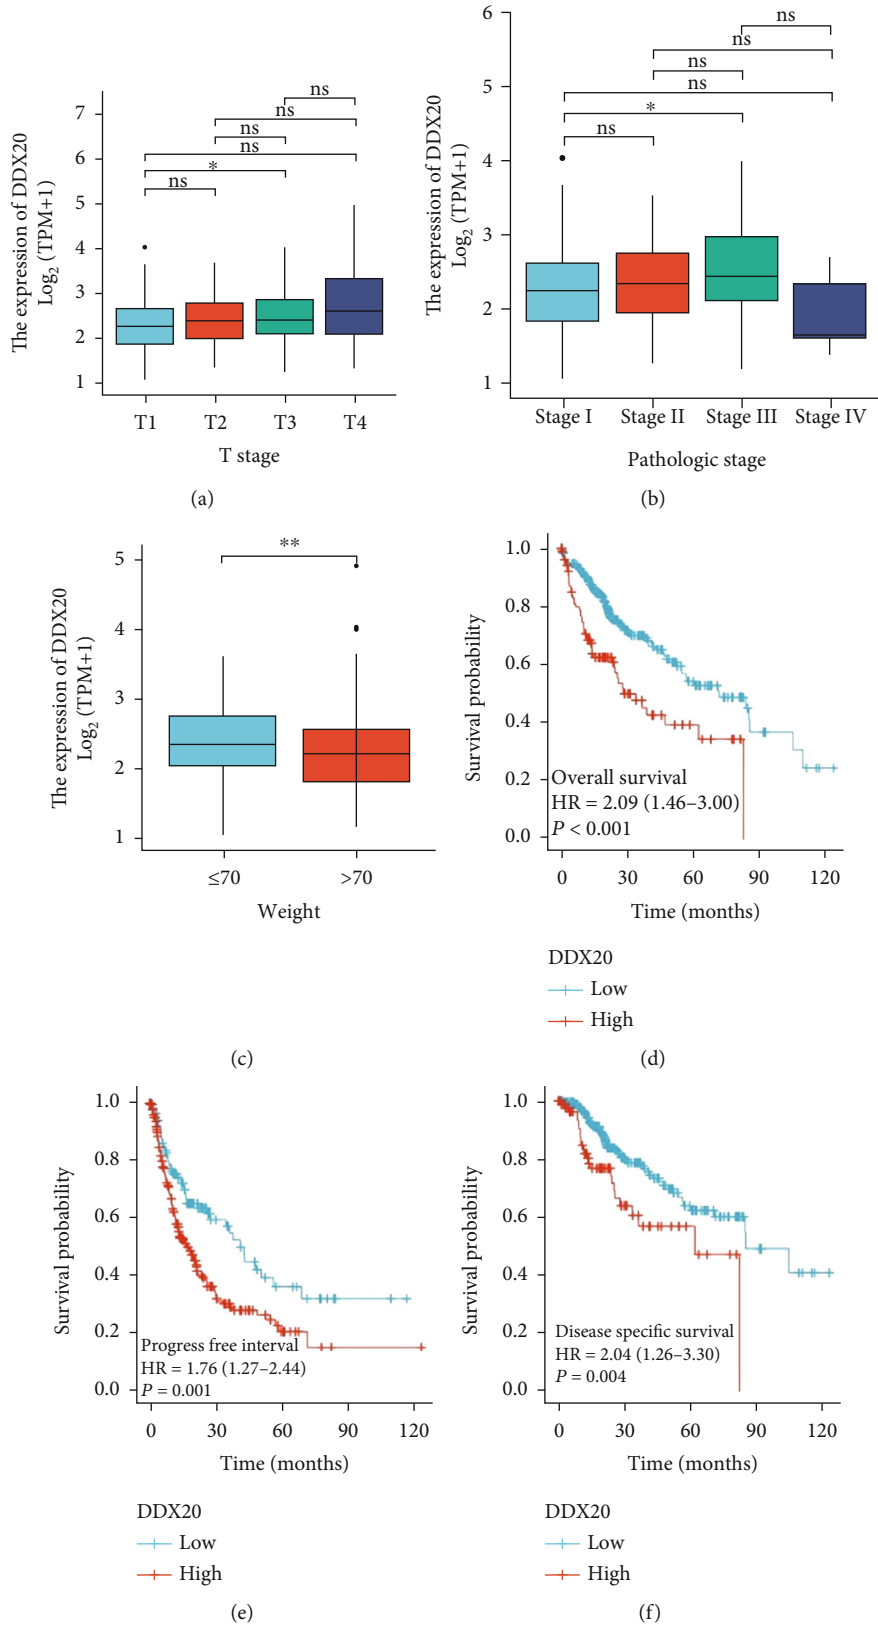 The expression of DDX20
Log2 (TPM+1)
7
6
5
4
3
2
1
ns
ns
ns
ns
*
ns
T1 T2 T3 T4
T stage
(a)
The expression of DDX20
Log2 (TPM+1)
6
5
4
3
2
1
ns
ns
ns
ns
*
ns
Stage I Stage II Stage III Stage IV
Pathologic stage
(b)
The expression of DDX20
Log2 (TPM+1)
5
4
3
2
1
**
≤70 >70
Weight
(c)
Survival probability
1.0
0.8
0.6
0.4
0.2
0.0
Overall survival
HR = 2.09 (1.46–3.00)
P < 0.001
0 30 60 90 120
Time (months)
DDX20
Low
High
(d)
Survival probability
1.0
0.8
0.6
0.4
0.2
0.0
Progress free interval
HR = 1.76 (1.27–2.44)
P = 0.001
0 30 60 90 120
Time (months)
DDX20
Low
High
(e)
Survival probability
1.0
0.8
0.6
0.4
0.2
0.0
Disease specific survival
HR = 2.04 (1.26–3.30)
P = 0.004
0 30 60 90 120
Time (months)
DDX20
Low
High
(f)